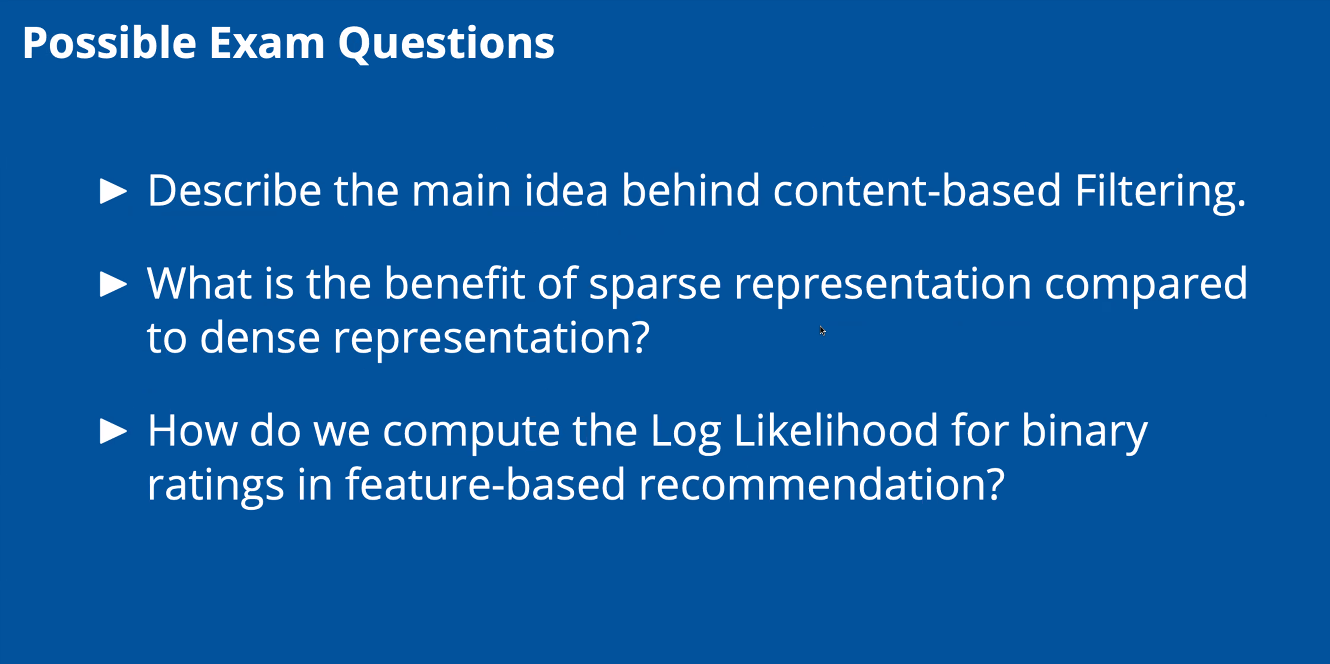 Possible Exam Questions
► Describe the main idea behind content-based Filtering.
► What is the benefit of sparse representation compared
to dense representation?
► How do we compute the Log Likelihood for binary
ratings in feature-based recommendation?